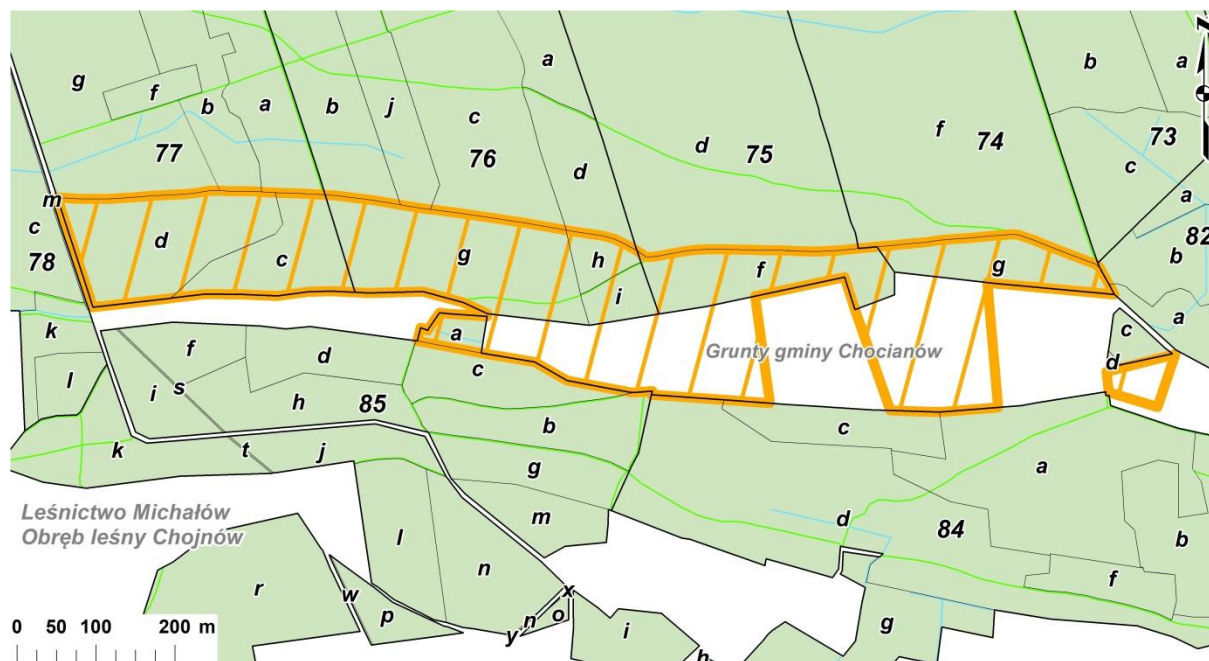 a
b
a
N
g
f
b
a
b
j
c
f
73
77
76
d
75
74
c
d
a
m
82
c
d
g
h
f
g
b
78
c
i
a
k
a
c
f
d
c
Grunty gminy Chocianów
d
l
i
s
h
85
b
c
k
t
j
g
a
Leśnictwo Michałów
Obręb leśny Chojnów
m
d
84
b
l
n
r
w
p
x
f
n
o
y
i
g
h
0 50 100 200 m